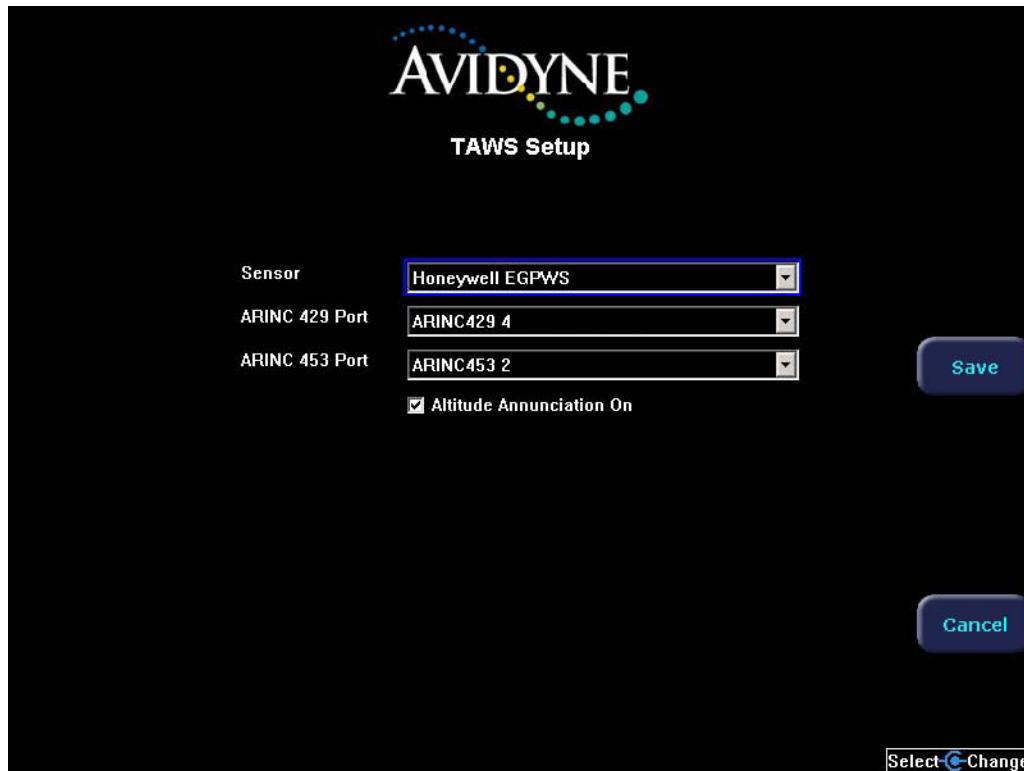 AVIDYNE
TAWS Setup
Sensor
Honeywell EGPWS
ARINC 429 Port
ARINC429 4
ARINC 453 Port
ARINC453 2
Altitude Annunciation On
Save
Cancel
Select Change